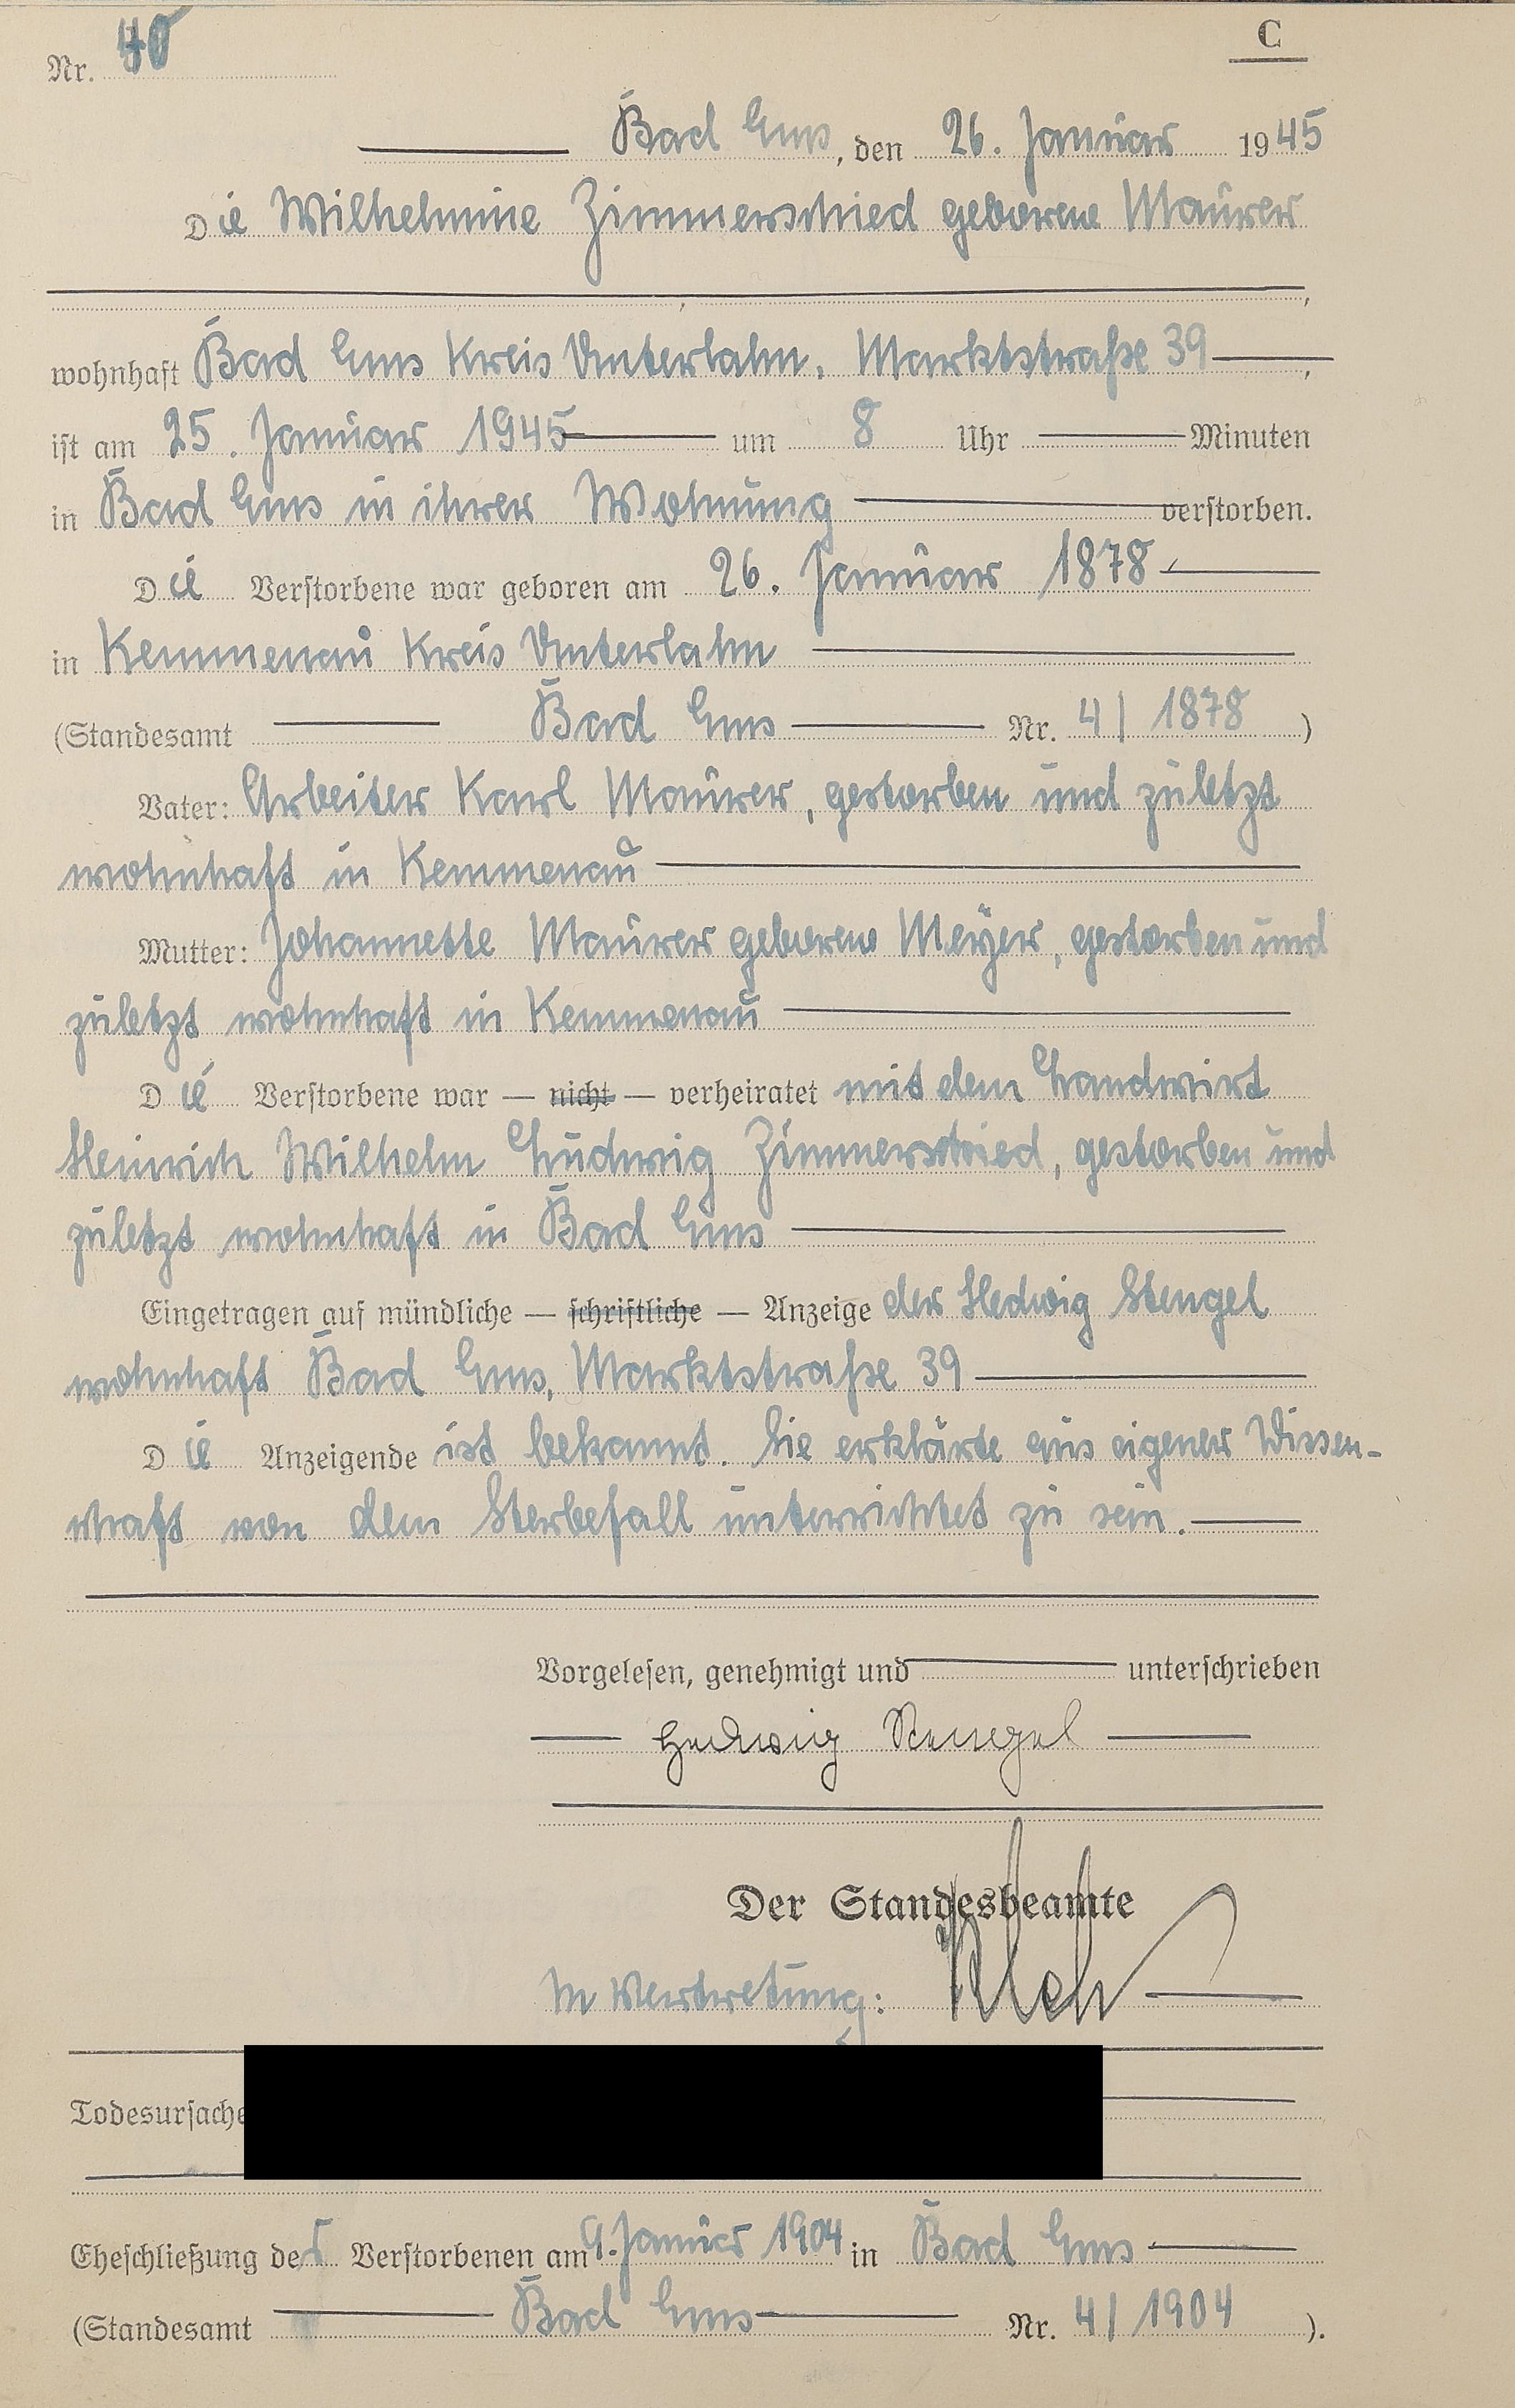 C
Nr. 40
Bad Ems, den 26. Januar 1945
Die Wilhelmine Zimmerschied geborene Maurer
,
wohnhaft Bad Ems Kreis Unterlahn, Marktstraße 39,
ist am 25. Januar 1945 um 8 Uhr Minuten
in Bad Ems in ihrer Wohnung verstorben.
Die Verstorbene war geboren am 26. Januar 1878
in Kemmenau Kreis Unterlahn
(Standesamt Bad Ems Nr. 4/1878)
Vater: Arbeiter Karl Maurer, gestorben und zuletzt
wohnhaft in Kemmenau
Mutter: Johannette Maurer geborene Meyer, gestorben und
zuletzt wohnhaft in Kemmenau
Die Verstorbene war — nicht — verheiratet mit dem Landwirt
Heinrich Wilhelm Ludwig Zimmerschied, gestorben und
zuletzt wohnhaft in Bad Ems
Eingetragen auf mündliche — schriftliche — Anzeige der Hedwig Stengel
wohnhaft Bad Ems, Marktstraße 39
Die Anzeigende ist bekannt. Sie erklärte aus eigener Wissen-
schaft von dem Sterbefall unterrichtet zu sein.
Vorgelesen, genehmigt und unterschrieben
Hedwig Stengel
Der Standesbeamte
In Vertretung:
Todesursache
Eheschließung der Verstorbenen am 9. Januar 1904 in Bad Ems
(Standesamt Bad Ems Nr. 4/1904).